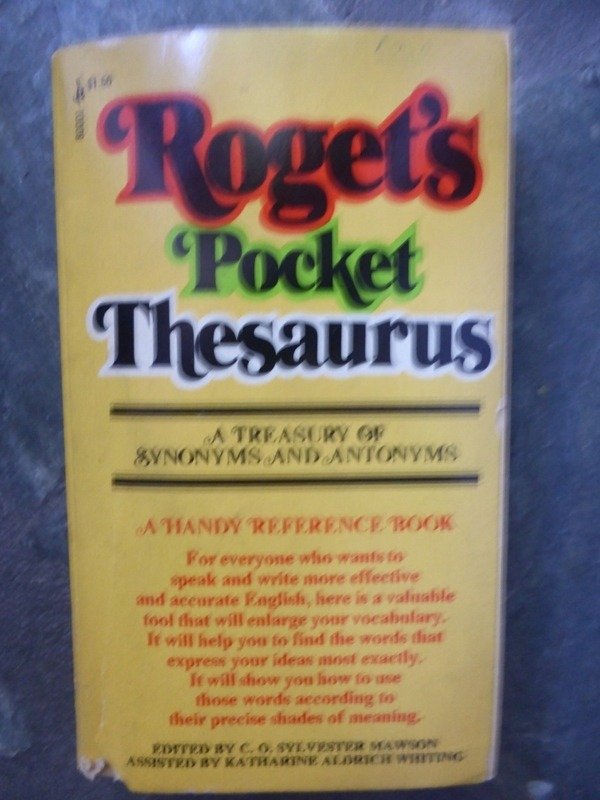 Roget's
Pocket
Thesaurus
A TREASURY OF
SYNONYMS AND ANTONYMS
A HANDY REFERENCE BOOK
For everyone who wants to
speak and write more effective
and accurate English, here is a valuable
tool that will enlarge your vocabulary.
It will help you to find the words that
express your ideas most exactly.
It will show you how to use
those words according to
their precise shades of meaning.
EDITED BY C. O. SYLVESTER MAWSON
ASSISTED BY KATHARINE ALDRICH WHITING